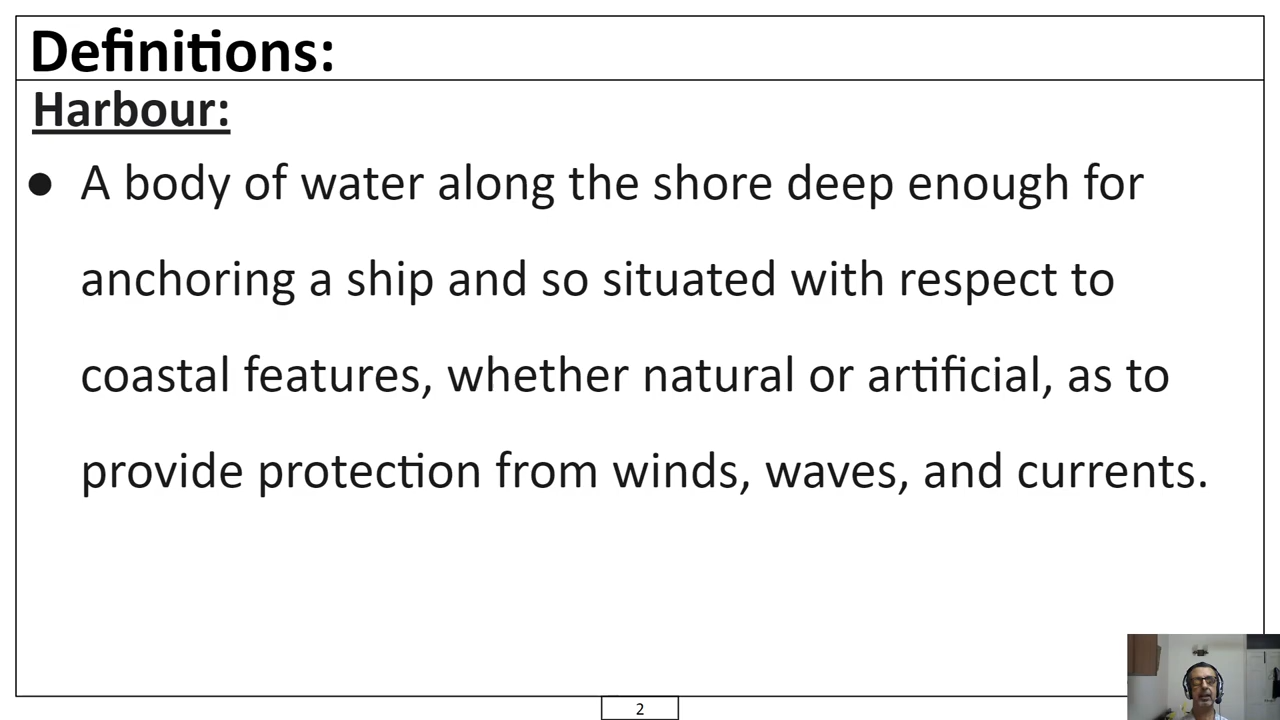 Definitions:
Harbour:
● A body of water along the shore deep enough for
anchoring a ship and so situated with respect to
coastal features, whether natural or artificial, as to
provide protection from winds, waves, and currents.
2